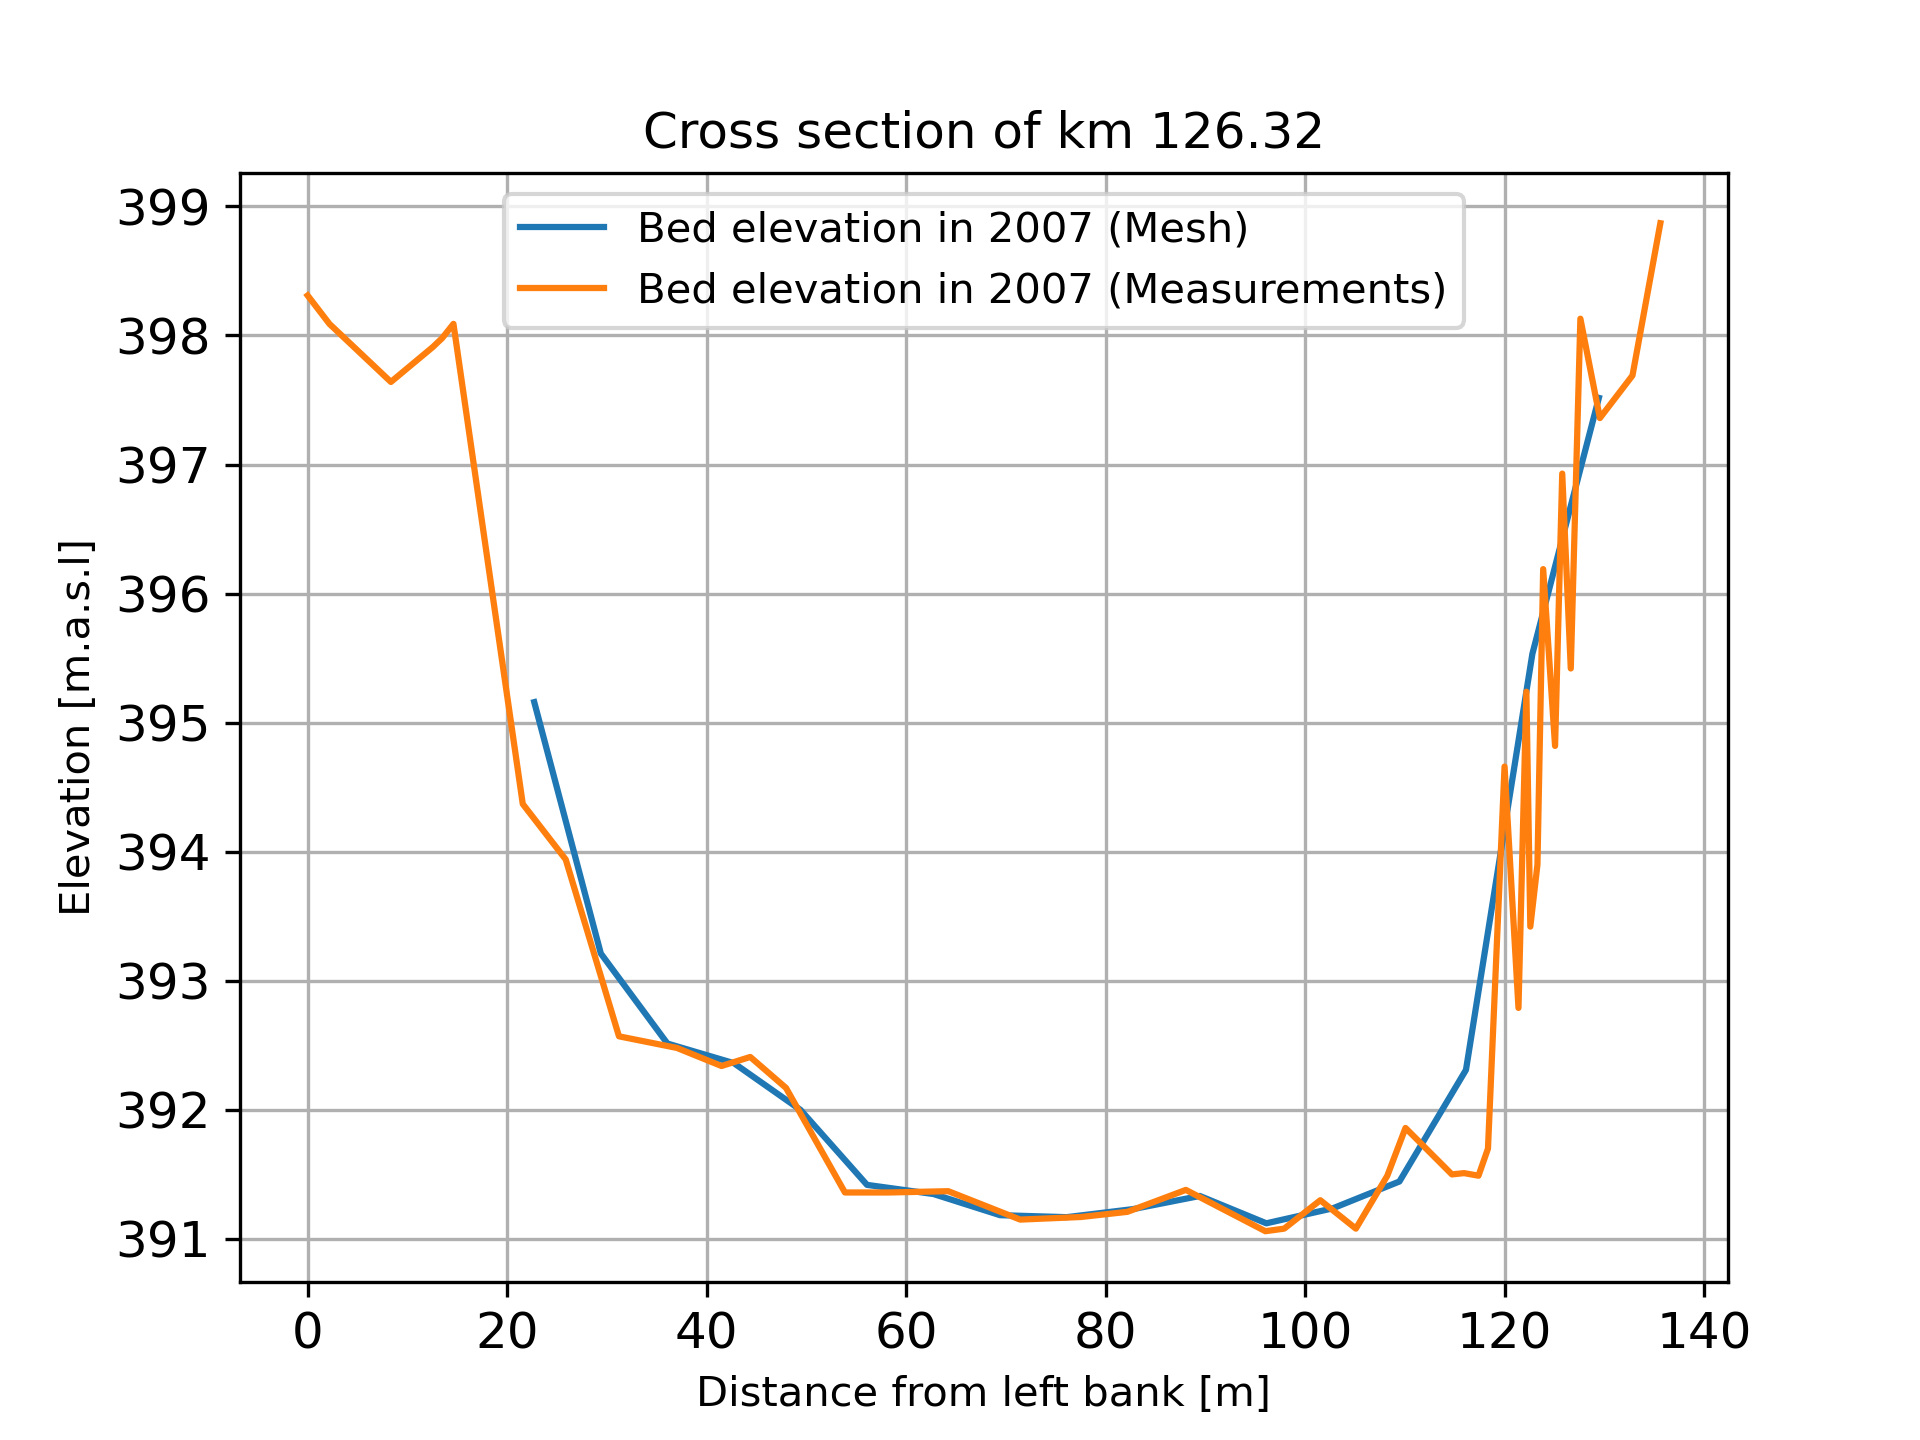 Cross section of km 126.32
Bed elevation in 2007 (Mesh)
Bed elevation in 2007 (Measurements)
Elevation [m.a.s.l]
399
398
397
396
395
394
393
392
391
0 20 40 60 80 100 120 140
Distance from left bank [m]